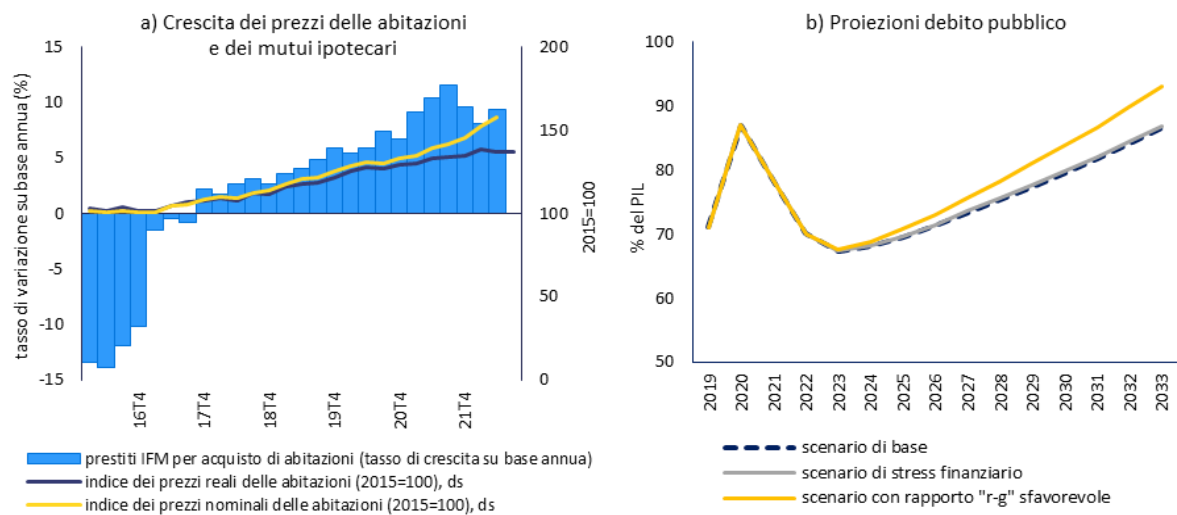 a) Crescita dei prezzi delle abitazioni
e dei mutui ipotecari
tasso di variazione su base annua (%)
15
10
5
0
-5
-10
-15
200
150
100
50
0
2015=100
16T4
17T4
18T4
19T4
20T4
21T4
prestiti IFM per acquisto di abitazioni (tasso di crescita su base annua)
indice dei prezzi reali delle abitazioni (2015=100), ds
indice dei prezzi nominali delle abitazioni (2015=100), ds
b) Proiezioni debito pubblico
% del PIL
100
90
80
70
60
50
2019
2020
2021
2022
2023
2024
2025
2026
2027
2028
2029
2030
2031
2032
2033
scenario di base
scenario di stress finanziario
scenario con rapporto "r-g" sfavorevole